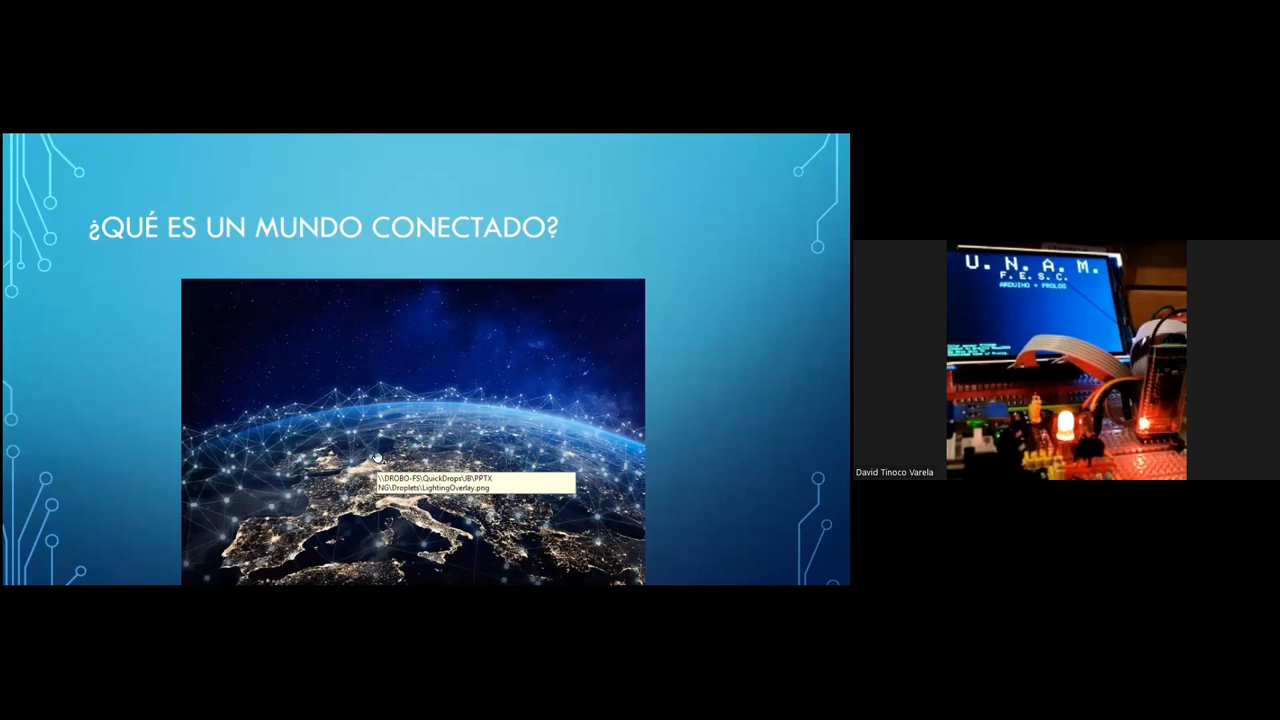 ¿QUÉ ES UN MUNDO CONECTADO?
\\DROBO-FS\QuickDrops\JB\PPTX
NG\Droplets\LightingOverlay.png
U. N. A. M.
F. E. S. C.
ARDUINO + PROLOG
David Tinoco Varela